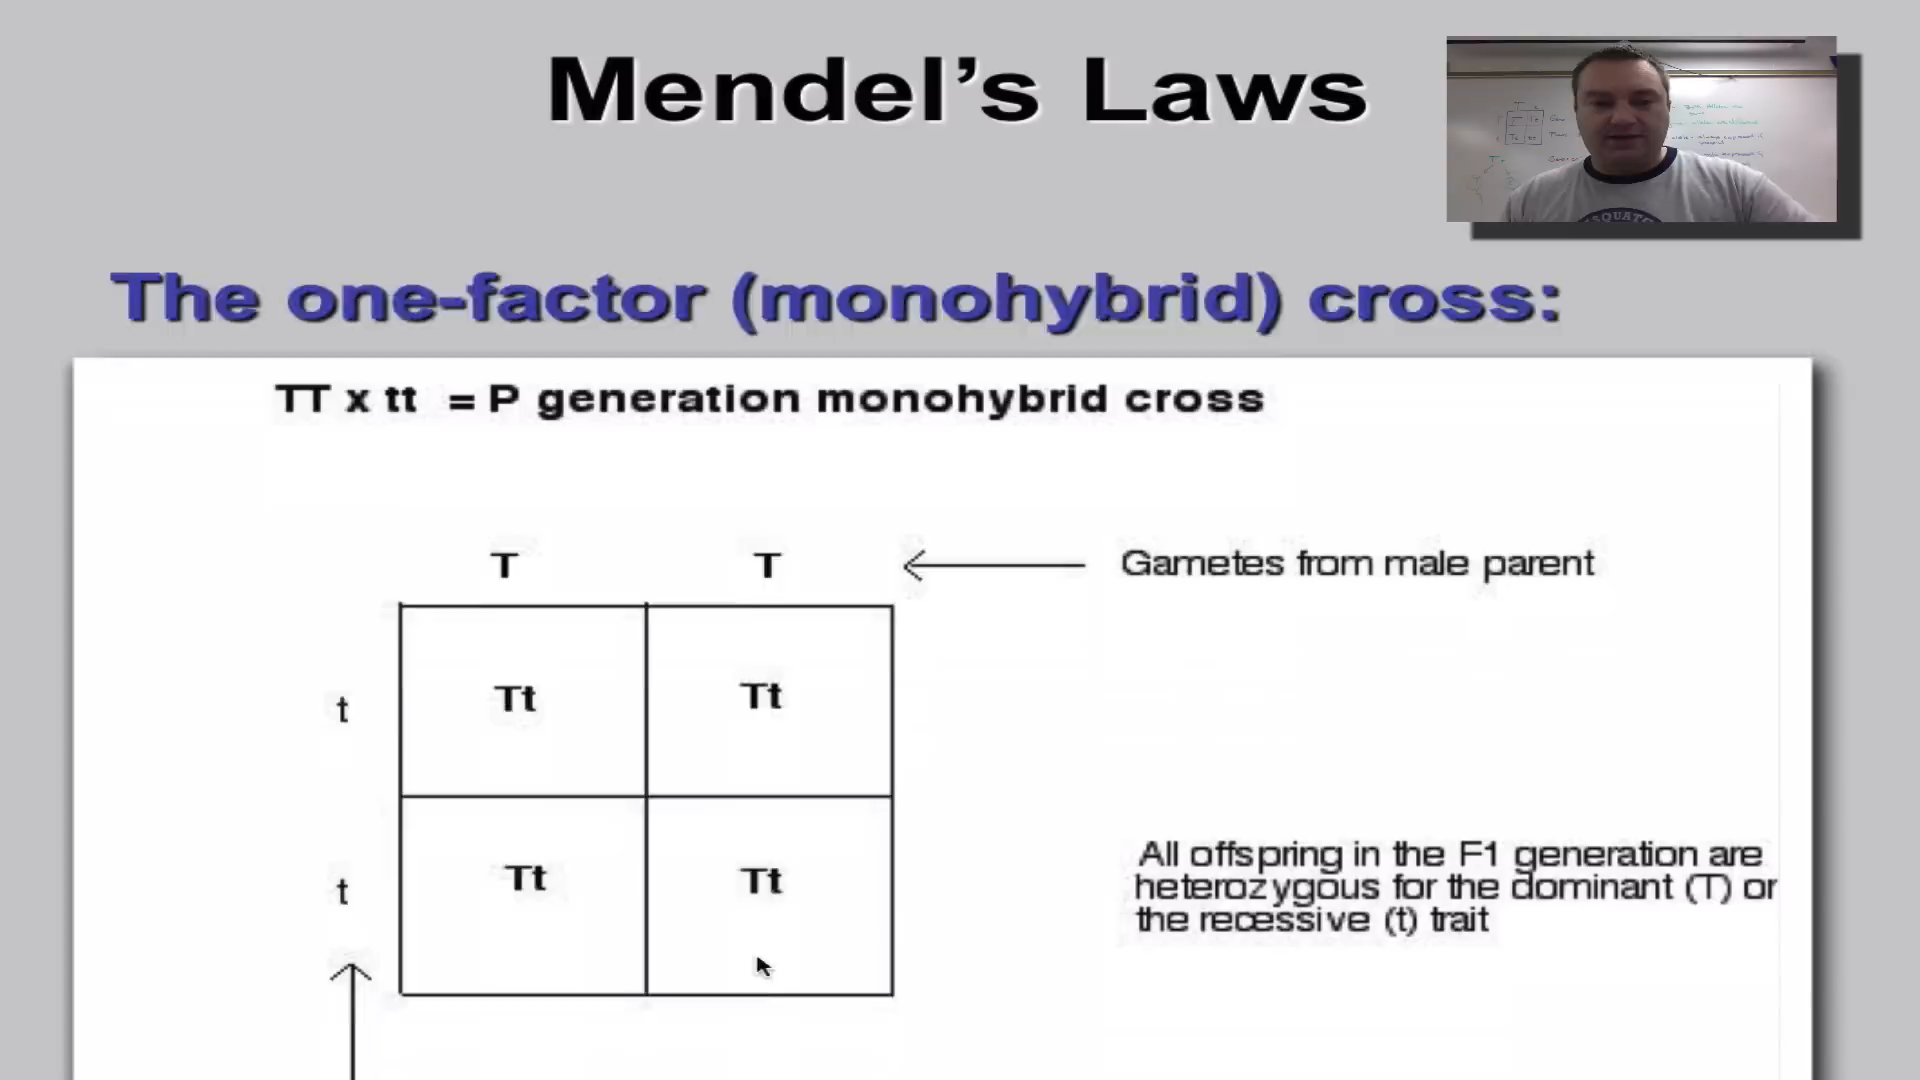 Mendel's Laws
The one-factor (monohybrid) cross:
TT x tt = P generation monohybrid cross
T T
Gametes from male parent
t Tt Tt
t Tt Tt
All offspring in the F1 generation are
heterozygous for the dominant (T) or
the recessive (t) trait